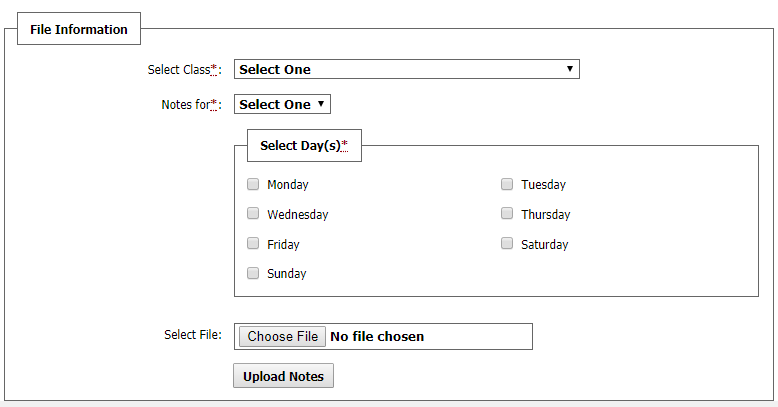 File Information
Select Class*: Select One
Notes for*: Select One
Select Day(s)*
Monday Tuesday
Wednesday Thursday
Friday Saturday
Sunday
Select File: Choose File No file chosen
Upload Notes